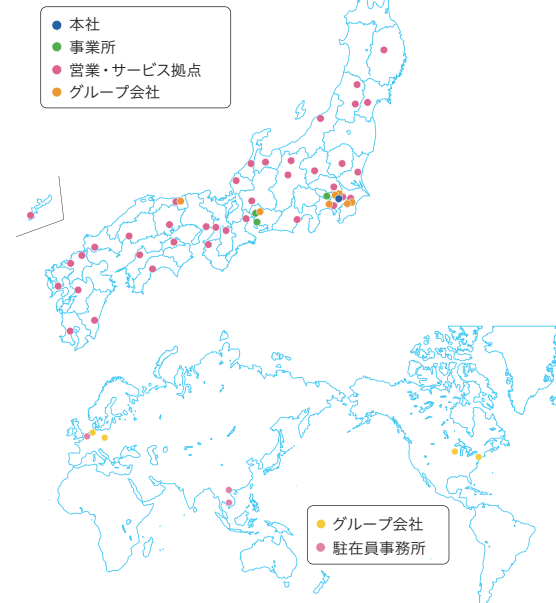 本社
事業所
営業・サービス拠点
グループ会社
グループ会社
駐在員事務所